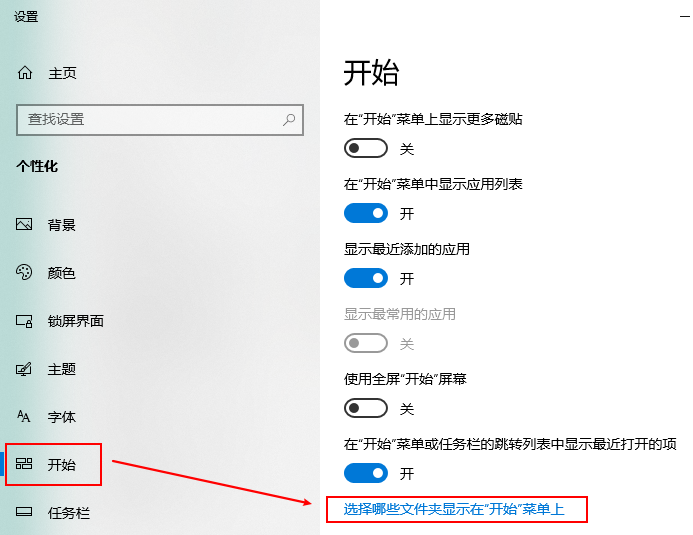 设置
主页
查找设置
个性化
背景
颜色
锁屏界面
主题
字体
开始
任务栏
开始
在“开始”菜单上显示更多磁贴
关
在“开始”菜单中显示应用列表
开
显示最近添加的应用
开
显示最常用的应用
关
使用全屏“开始”屏幕
关
在“开始”菜单或任务栏的跳转列表中显示最近打开的项
开
选择哪些文件夹显示在“开始”菜单上